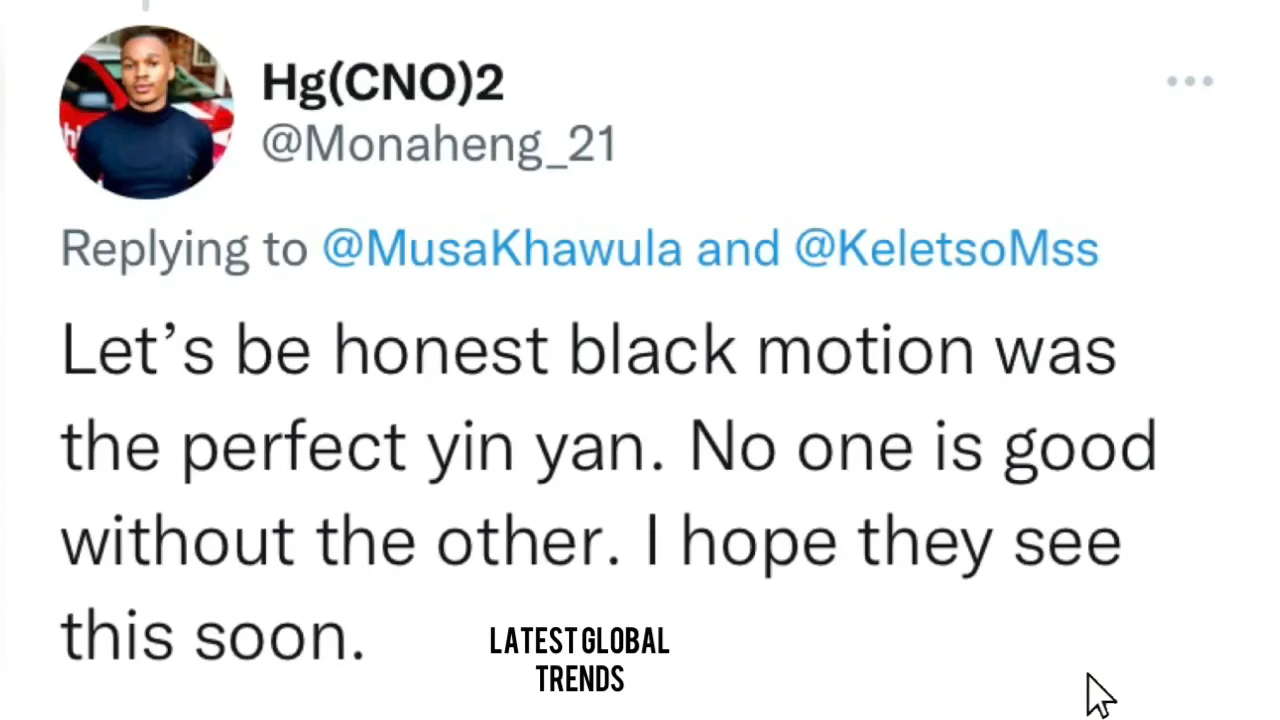 Hg(CNO)2
@Monaheng_21
Replying to @MusaKhawula and @KeletsoMss
Let’s be honest black motion was
the perfect yin yan. No one is good
without the other. I hope they see
this soon.
LATEST GLOBAL
TRENDS